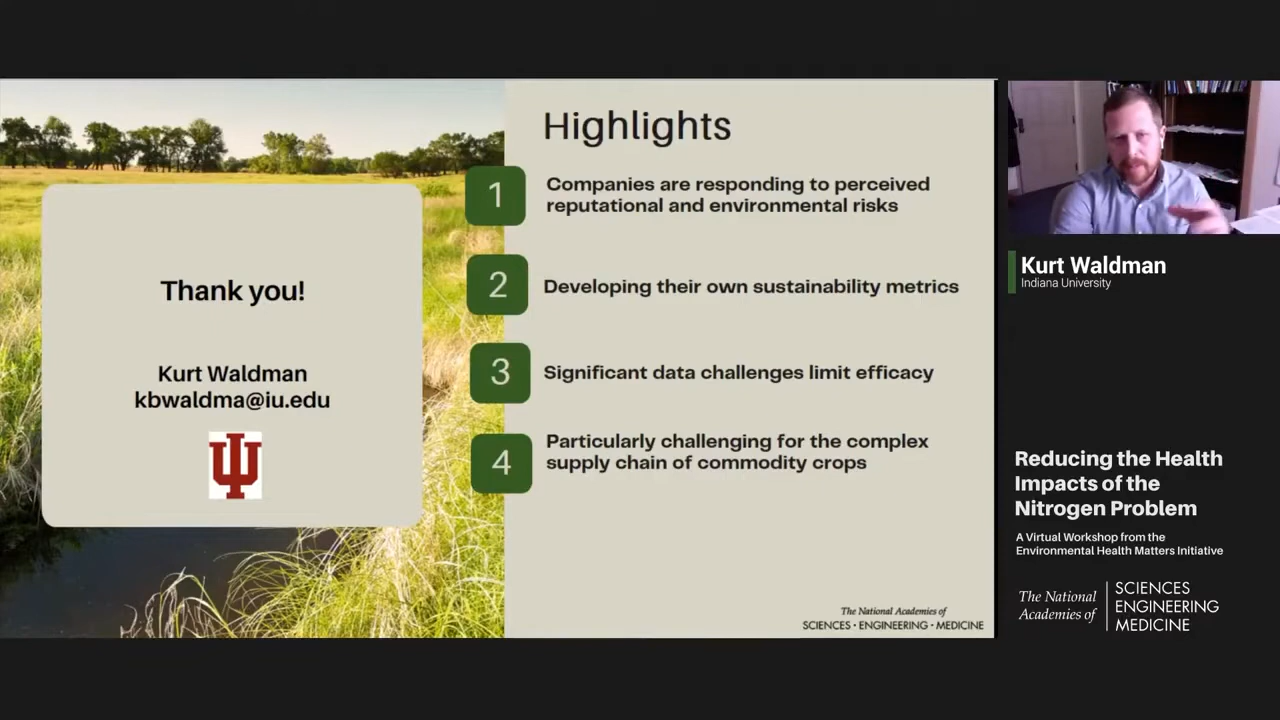 Highlights
1
Companies are responding to perceived
reputational and environmental risks
2
Developing their own sustainability metrics
3
Significant data challenges limit efficacy
4
Particularly challenging for the complex
supply chain of commodity crops
Thank you!
Kurt Waldman
kbwaldma@iu.edu
The National Academies of
SCIENCES • ENGINEERING • MEDICINE
Kurt Waldman
Indiana University
Reducing the Health
Impacts of the
Nitrogen Problem
A Virtual Workshop from the
Environmental Health Matters Initiative
The National
Academies of
SCIENCES
ENGINEERING
MEDICINE